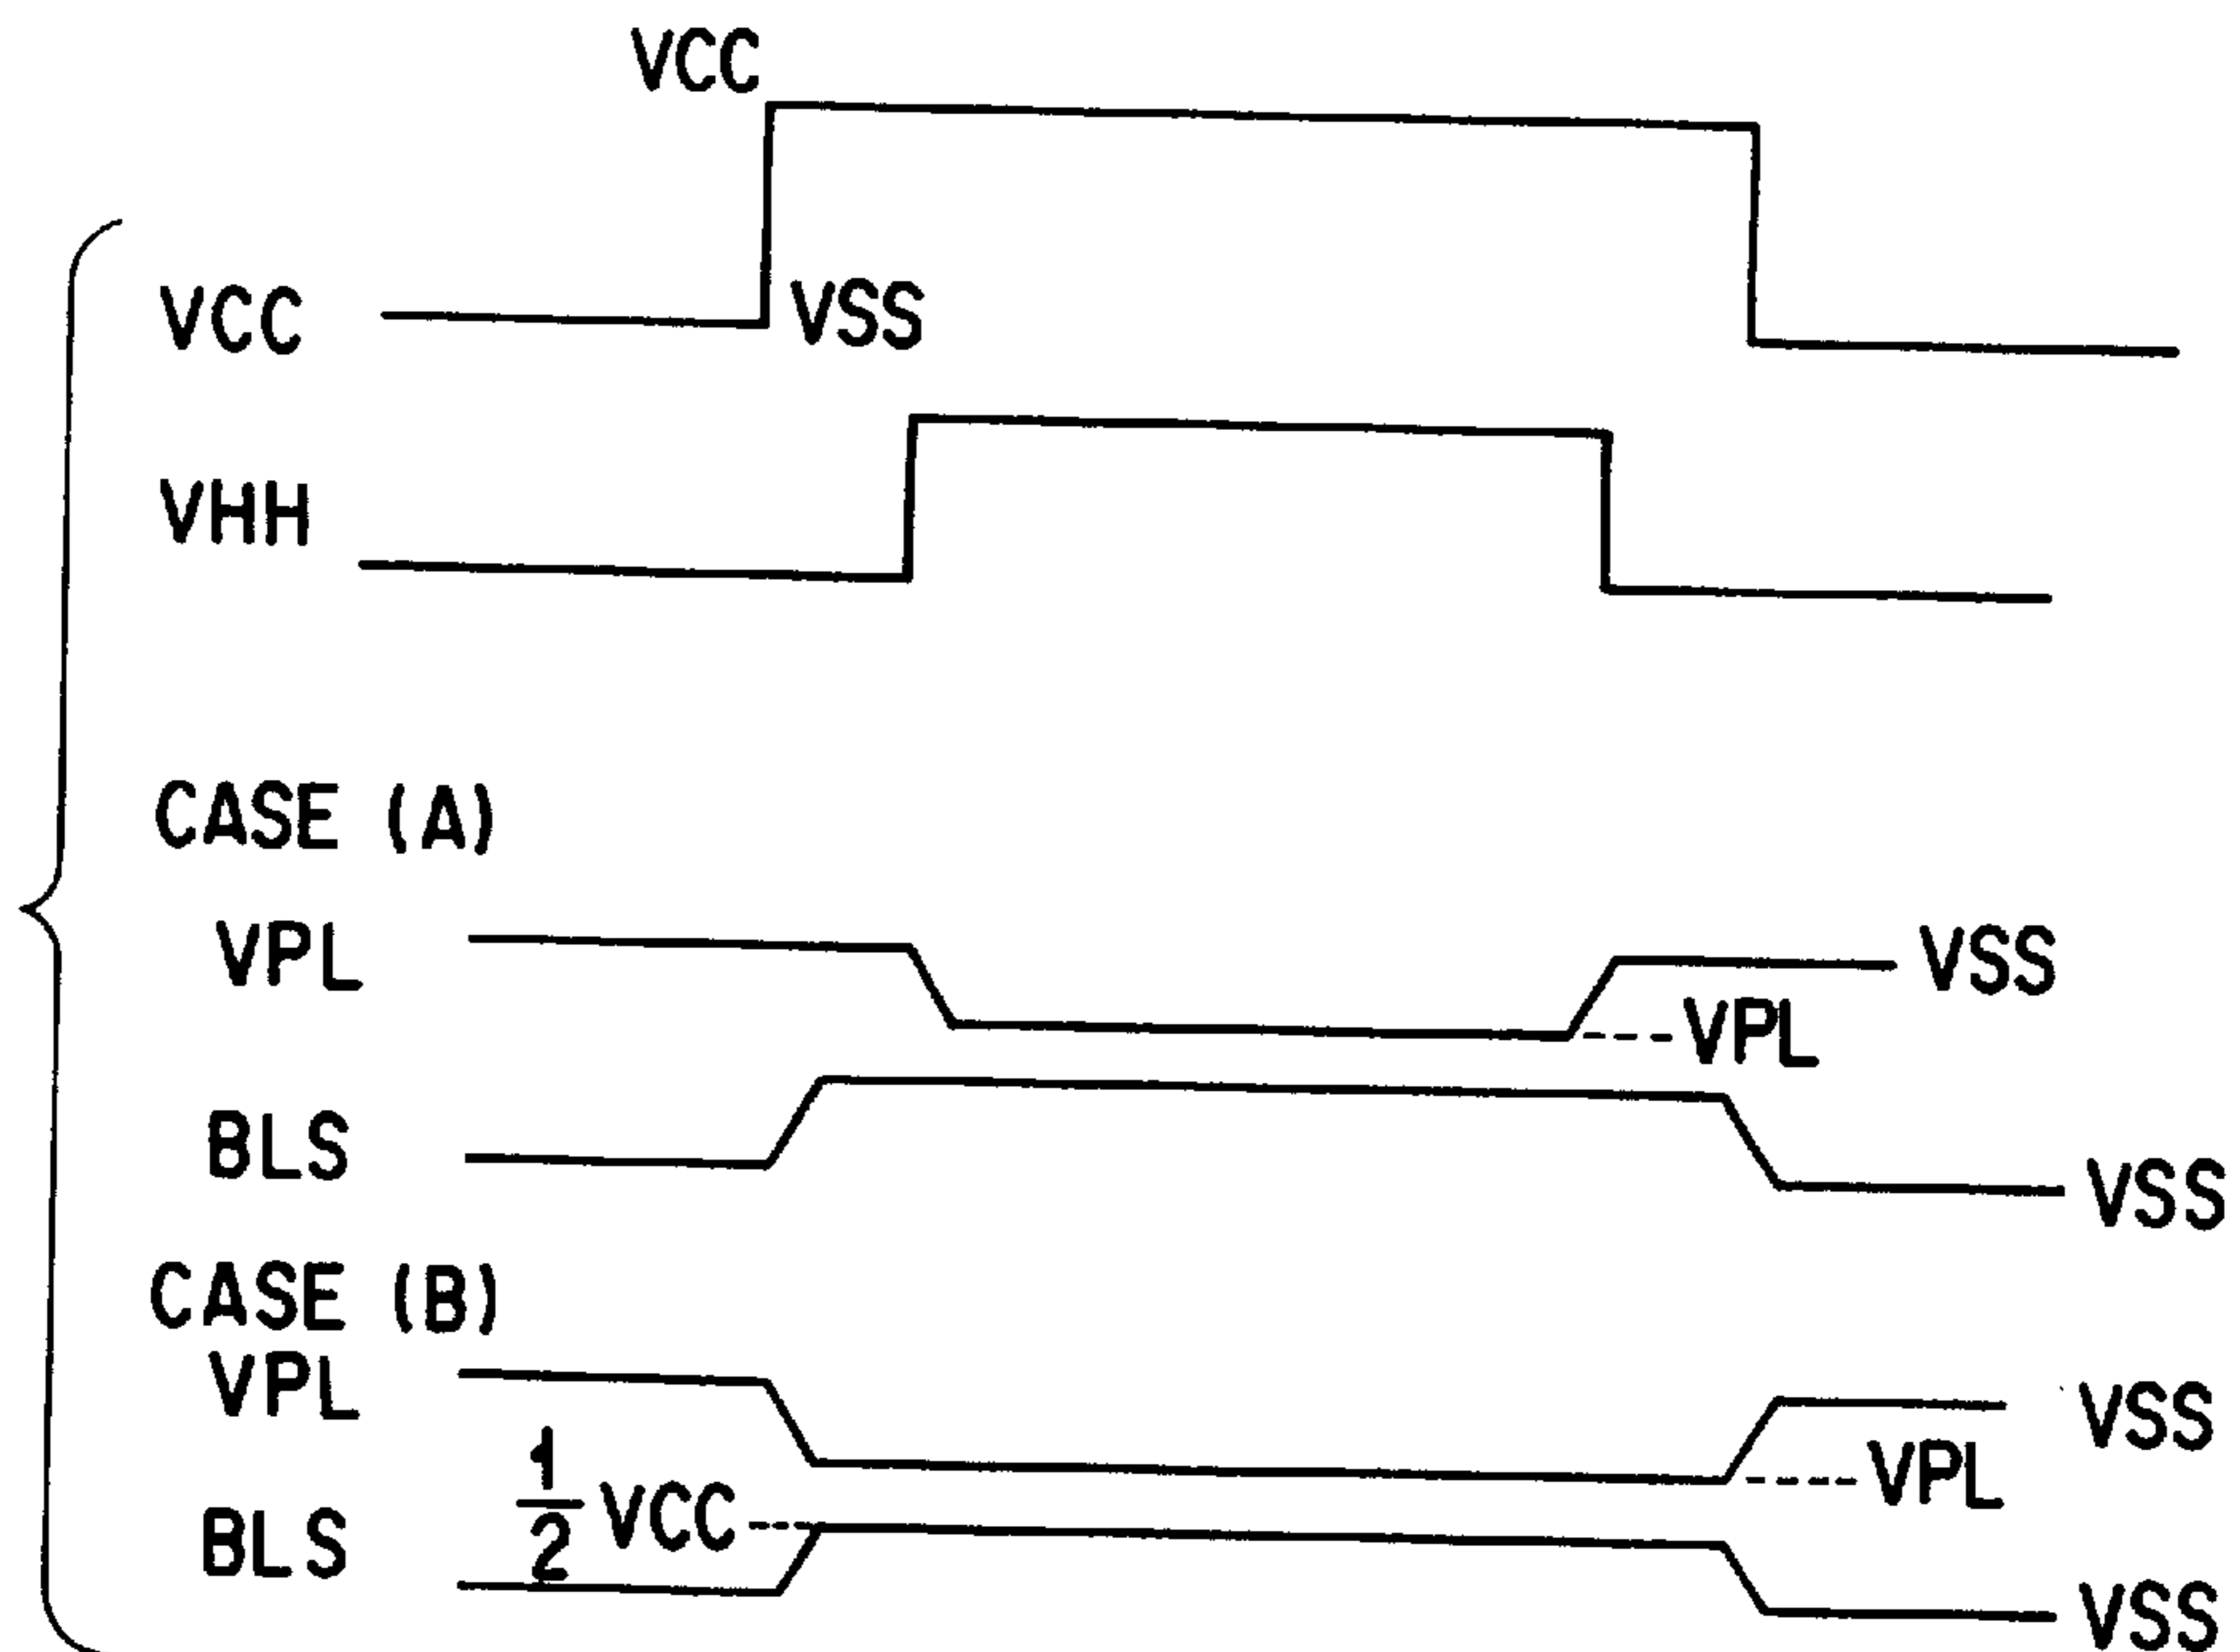 VCC
VCC VSS
VHH
CASE (A)
VPL VSS
VPL
BLS VSS
CASE (B)
VPL VSS
VPL
BLS 1/2 VCC
VSS